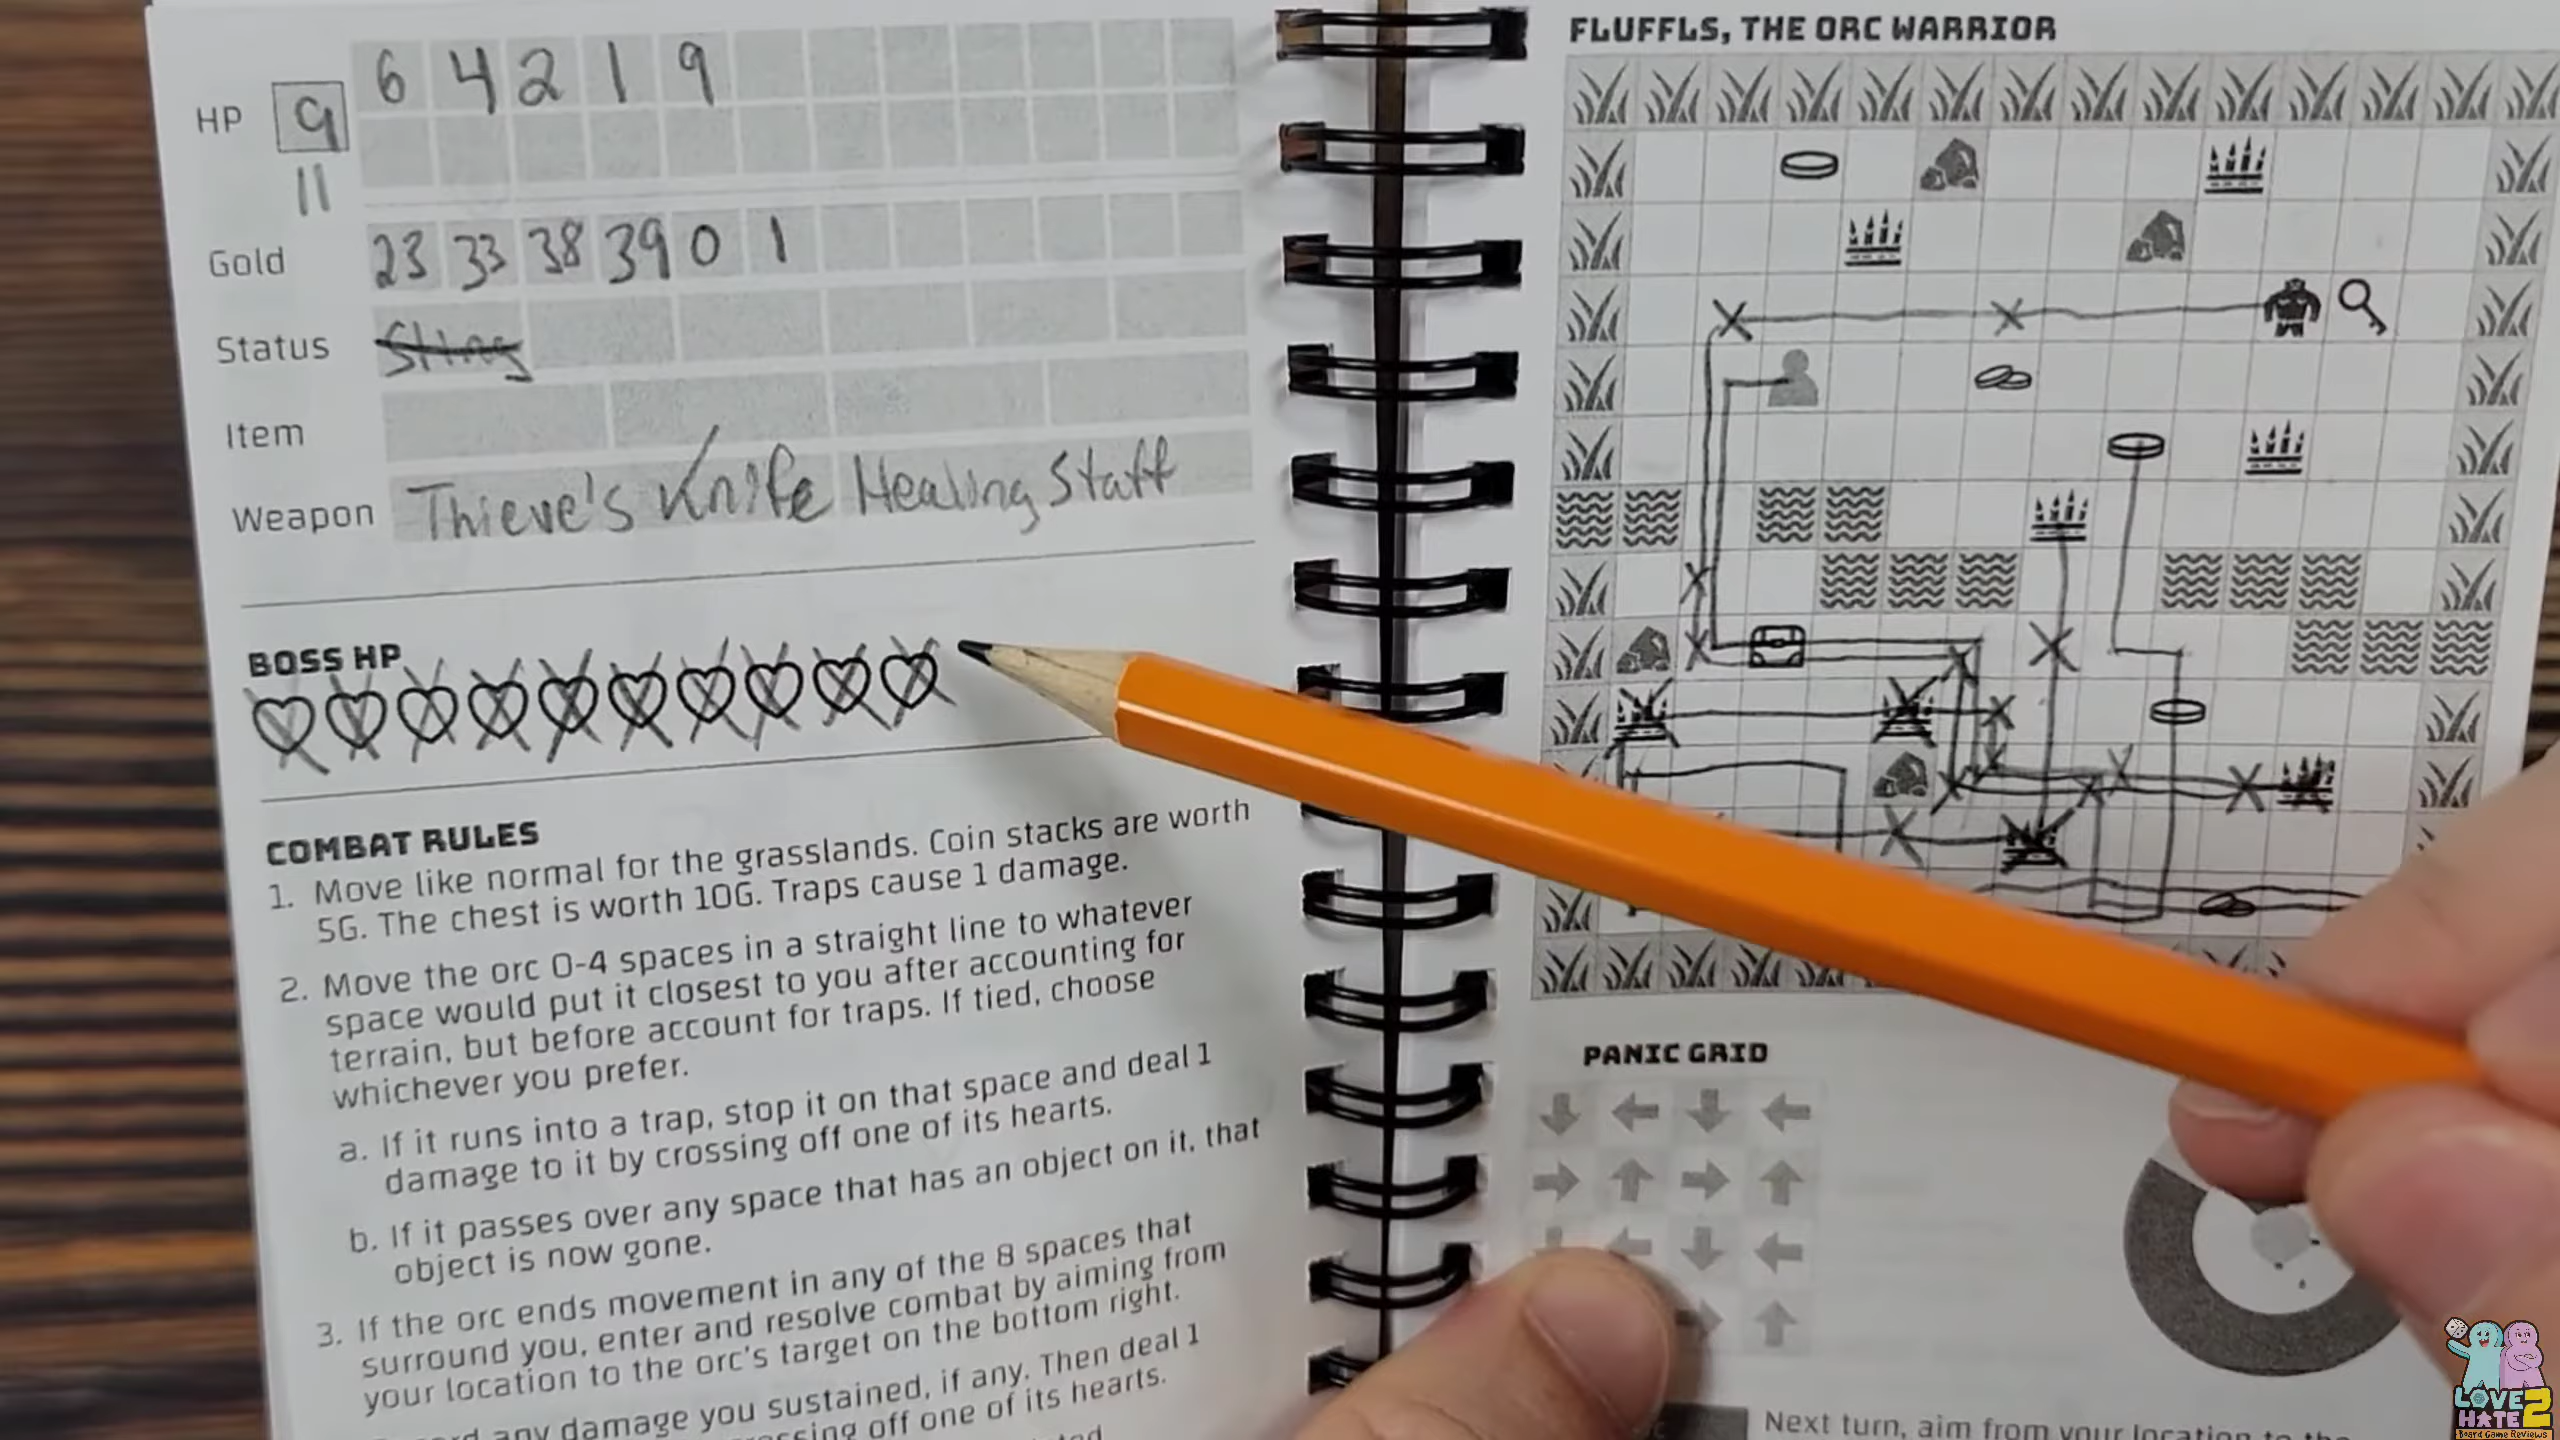 HP 9 6 4 2 1 9
11
Gold 23 33 38 39 0 1
Status Sting
Item
Weapon Thieve's Knife Healing Staff
BOSS HP
COMBAT RULES
1. Move like normal for the grasslands. Coin stacks are worth
5G. The chest is worth 10G. Traps cause 1 damage.
2. Move the orc 0-4 spaces in a straight line to whatever
space would put it closest to you after accounting for
terrain, but before account for traps. If tied, choose
whichever you prefer.
a. If it runs into a trap, stop it on that space and deal 1
damage to it by crossing off one of its hearts.
b. If it passes over any space that has an object on it, that
object is now gone.
3. If the orc ends movement in any of the 8 spaces that
surround you, enter and resolve combat by aiming from
your location to the orc's target on the bottom right.
any damage you sustained, if any. Then deal 1
crossing off one of its hearts.
FLUFFLS, THE ORC WARRIOR
PANIC GRID
Next turn, aim from your location to the
LOVE 2 HATE
Board Game Reviews